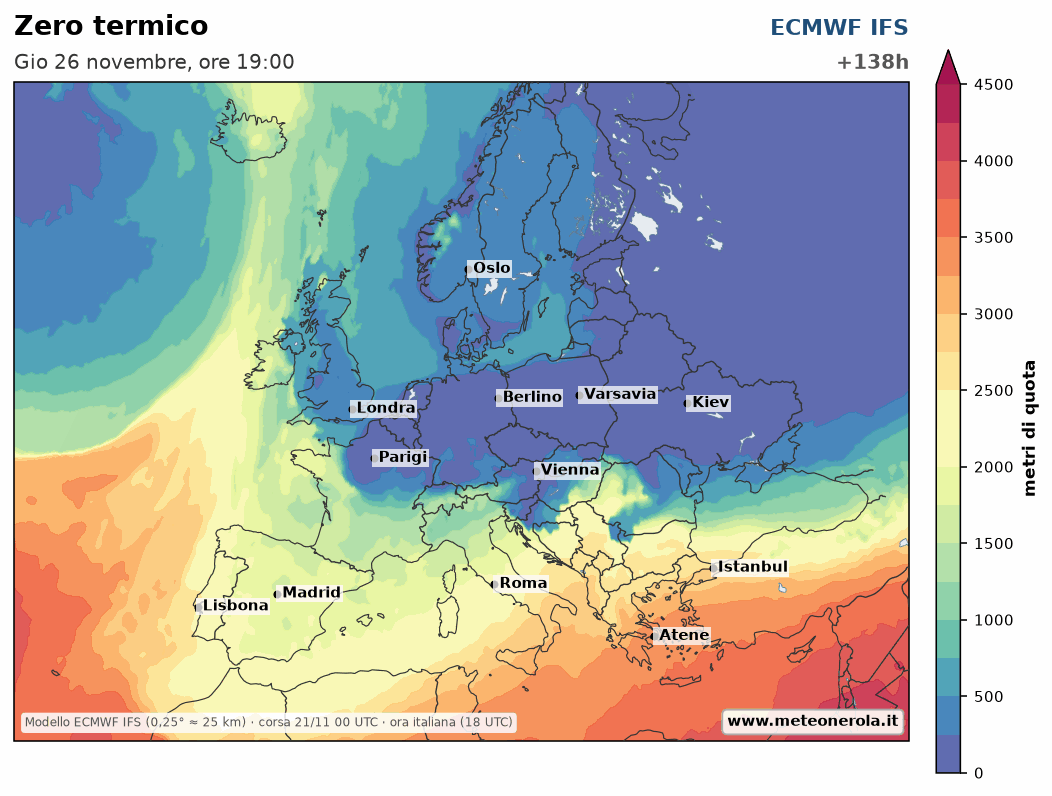 Zero termico
ECMWF IFS
Gio 26 novembre, ore 19:00
+138h
4500
4000
3500
3000
2500
2000
1500
1000
500
0
metri di quota
Oslo
Berlino
Varsavia
Kiev
Londra
Parigi
Vienna
Istanbul
Roma
Madrid
Lisbona
Atene
Modello ECMWF IFS (0,25° ≈ 25 km) · corsa 21/11 00 UTC · ora italiana (18 UTC)
www.meteonerola.it